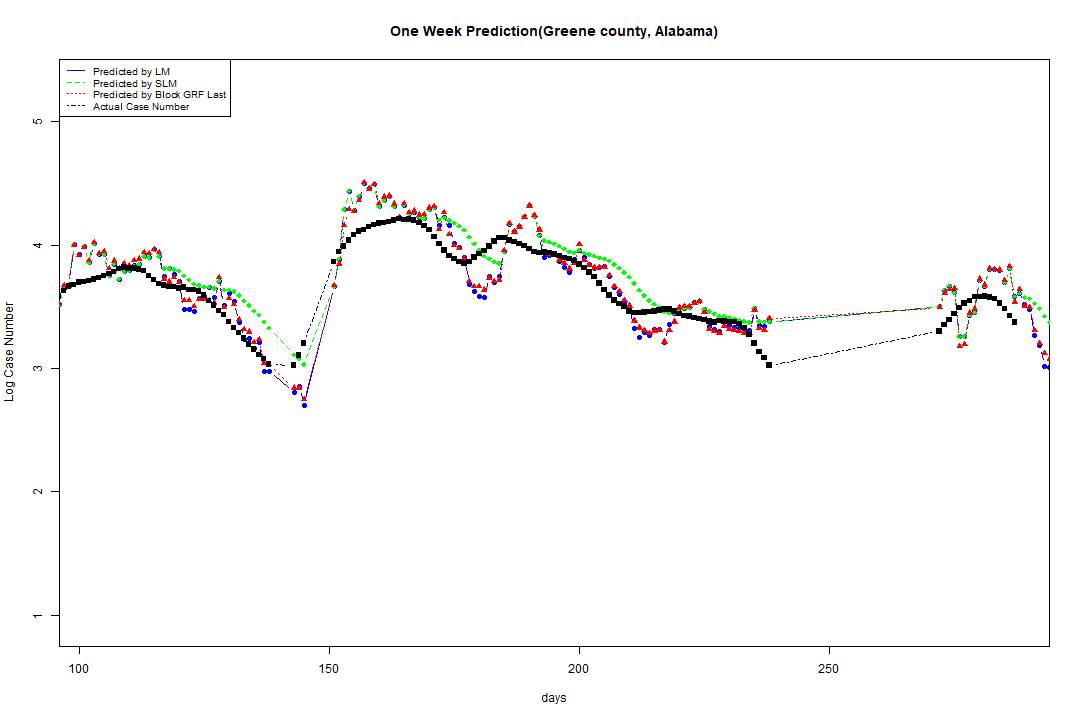 One Week Prediction(Greene county, Alabama)
Predicted by LM
Predicted by SLM
Predicted by Block GRF Last
Actual Case Number
5
4
3
2
1
Log Case Number
100
150
200
250
days